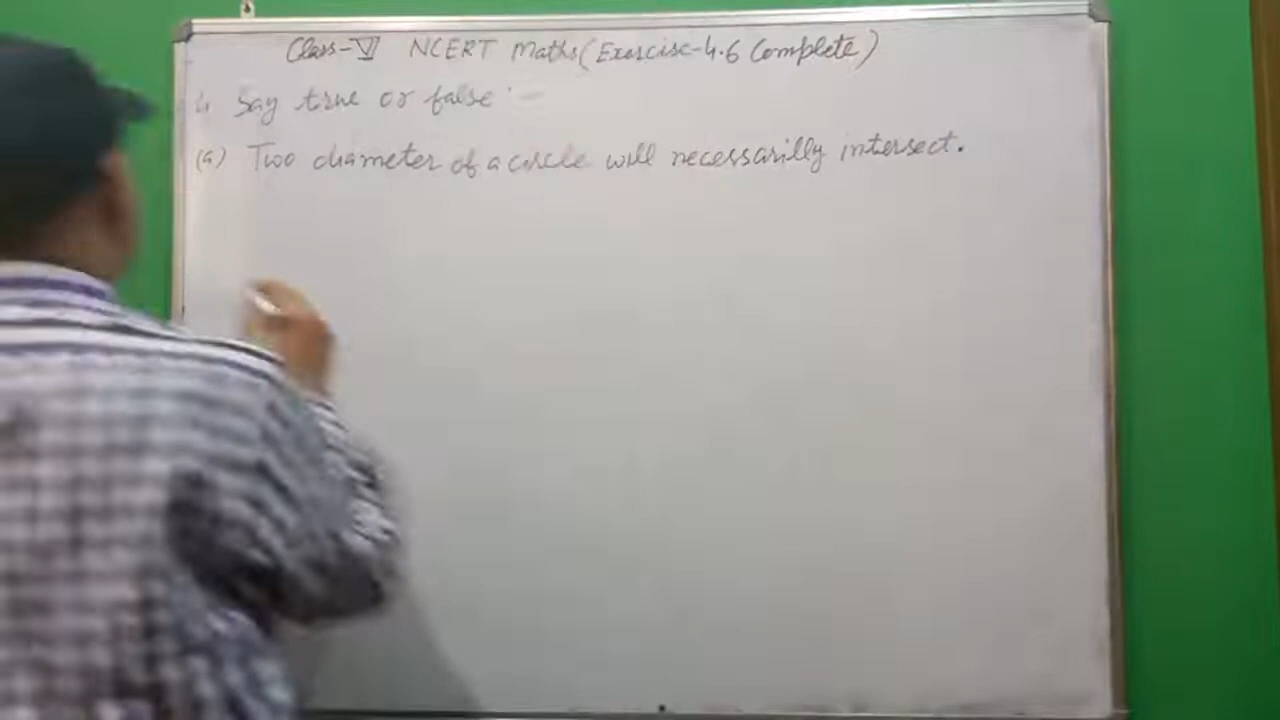 Class-VI NCERT Maths (Exercise-4.6 Complete)
4. Say true or false :-
(a) Two diameter of a circle will necessarilly intersect.